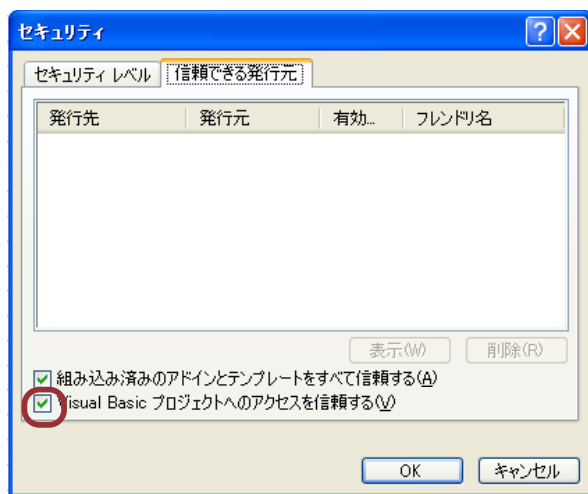 セキュリティ
セキュリティ レベル 信頼できる発行元
発行先 発行元 有効... フレンドリ名
表示(W) 削除(R)
組み込み済みのアドインとテンプレートをすべて信頼する(A)
Visual Basic プロジェクトへのアクセスを信頼する(V)
OK キャンセル